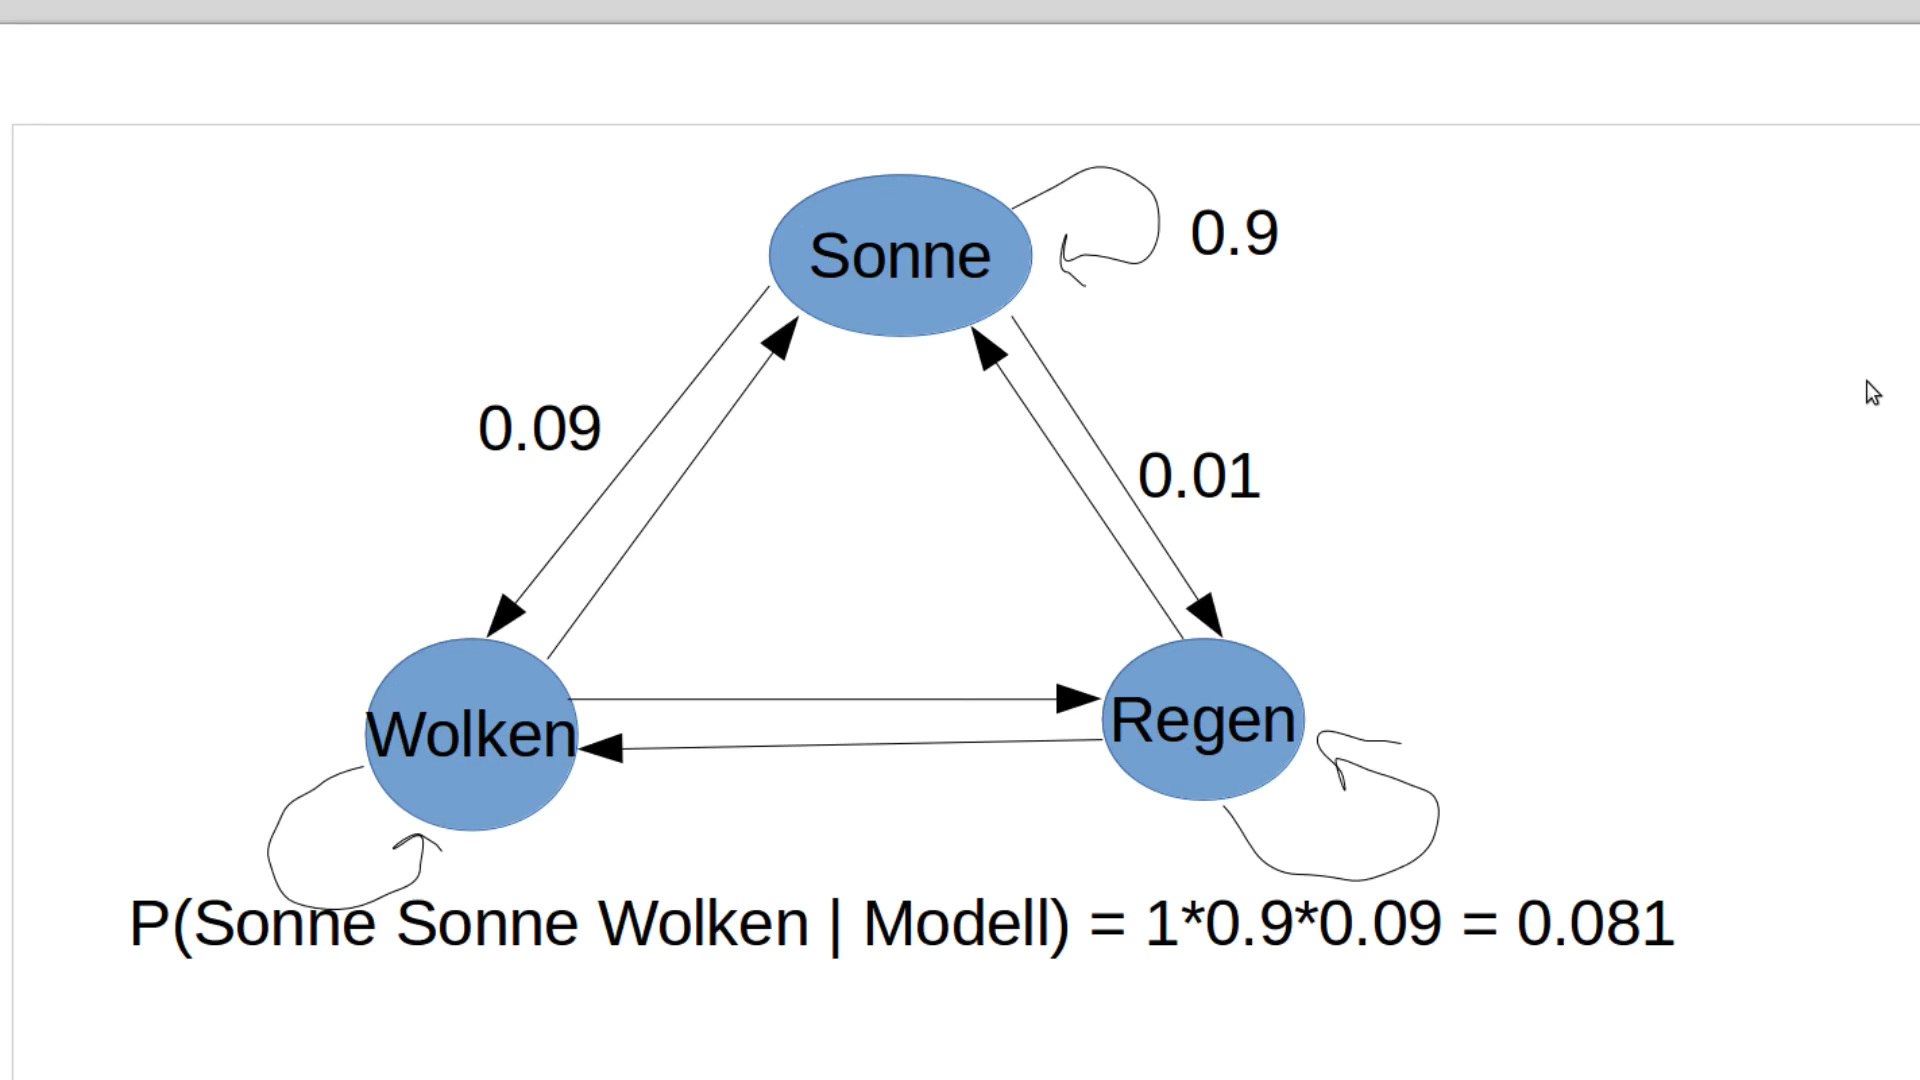 Sonne
0.9
0.09
0.01
Wolken
Regen
P(Sonne Sonne Wolken | Modell) = 1*0.9*0.09 = 0.081